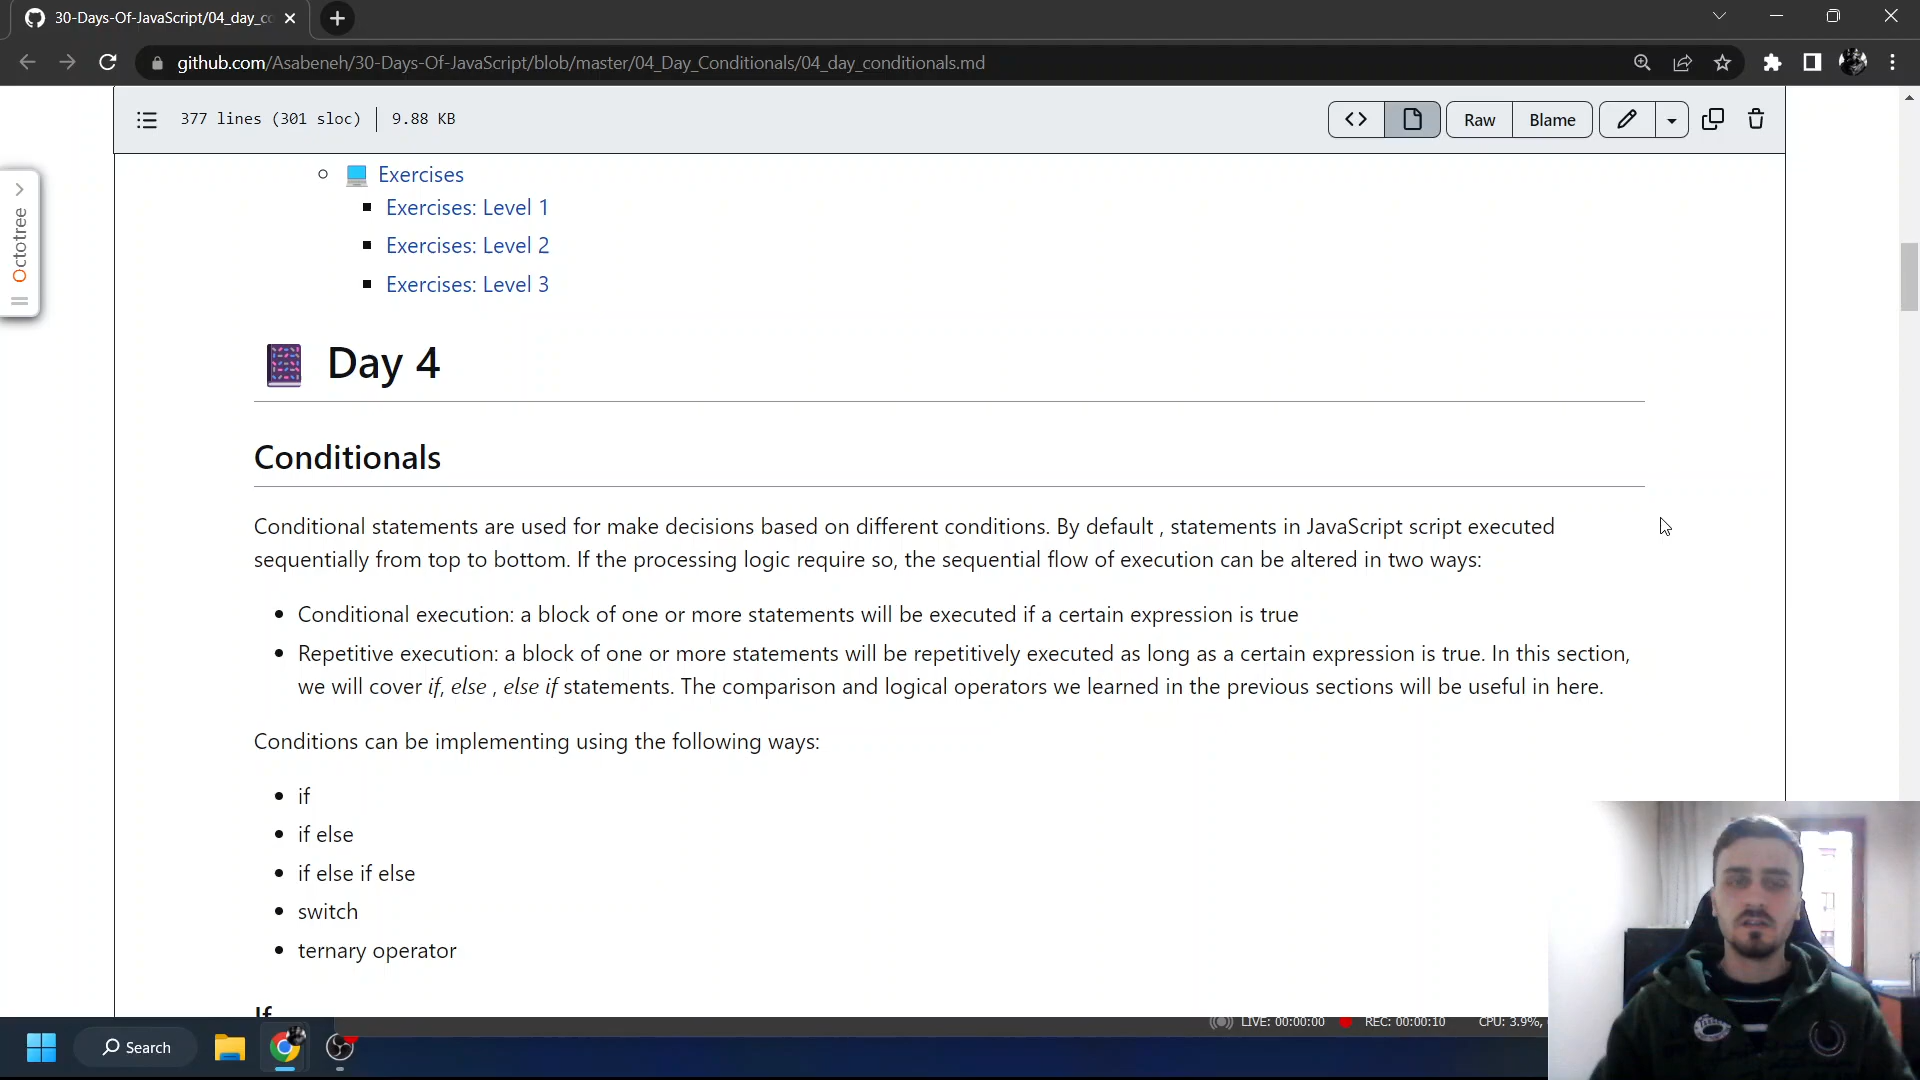 30-Days-Of-JavaScript/04_day_co
github.com/Asabeneh/30-Days-Of-JavaScript/blob/master/04_Day_Conditionals/04_day_conditionals.md
377 lines (301 sloc) 9.88 KB
Raw Blame
Octotree
Exercises
Exercises: Level 1
Exercises: Level 2
Exercises: Level 3
Day 4
Conditionals
Conditional statements are used for make decisions based on different conditions. By default , statements in JavaScript script executed
sequentially from top to bottom. If the processing logic require so, the sequential flow of execution can be altered in two ways:
Conditional execution: a block of one or more statements will be executed if a certain expression is true
Repetitive execution: a block of one or more statements will be repetitively executed as long as a certain expression is true. In this section,
we will cover if, else , else if statements. The comparison and logical operators we learned in the previous sections will be useful in here.
Conditions can be implementing using the following ways:
if
if else
if else if else
switch
ternary operator
If
LIVE: 00:00:00 REC: 00:00:10 CPU: 3.9%,
Search